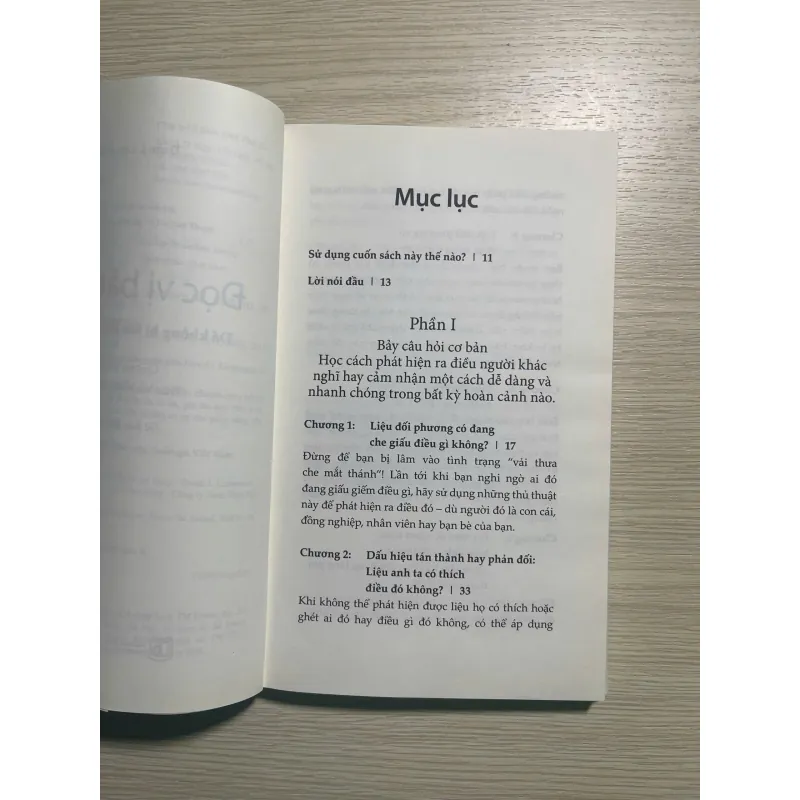 Mục lục
Sử dụng cuốn sách này thế nào? | 11
Lời nói đầu | 13
Phần I
Bảy câu hỏi cơ bản
Học cách phát hiện ra điều người khác
nghĩ hay cảm nhận một cách dễ dàng và
nhanh chóng trong bất kỳ hoàn cảnh nào.
Chương 1: Liệu đối phương có đang
che giấu điều gì không? | 17
Đừng để bạn bị lâm vào tình trạng “vải thưa
che mắt thánh”! Lần tới khi bạn nghi ngờ ai đó
đang giấu giếm điều gì, hãy sử dụng những thủ thuật
này để phát hiện ra điều đó – dù người đó là con cái,
đồng nghiệp, nhân viên hay bạn bè của bạn.
Chương 2: Dấu hiệu tán thành hay phản đối:
Liệu anh ta có thích
điều đó không? | 33
Khi không thể phát hiện được liệu họ có thích hoặc
ghét ai đó hay điều gì đó không, có thể áp dụng